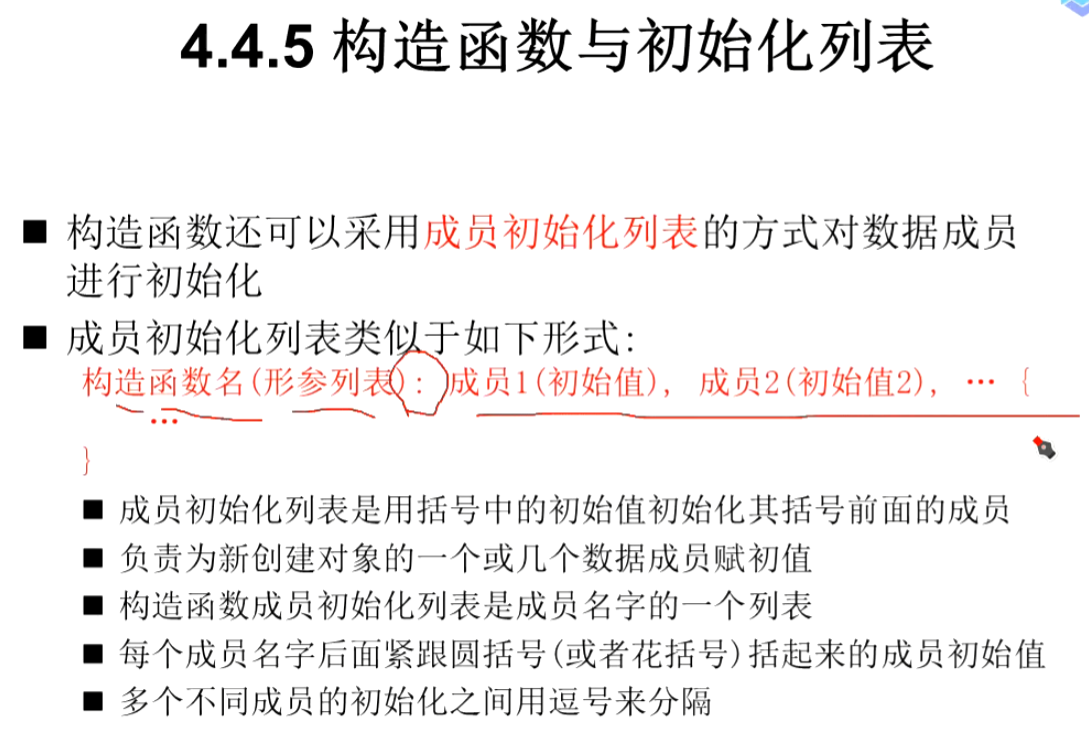 4.4.5 构造函数与初始化列表
■ 构造函数还可以采用成员初始化列表的方式对数据成员
进行初始化
■ 成员初始化列表类似于如下形式:
构造函数名(形参列表): 成员1(初始值), 成员2(初始值2), … {
…
}
■ 成员初始化列表是用括号中的初始值初始化其括号前面的成员
■ 负责为新创建对象的一个或几个数据成员赋初值
■ 构造函数成员初始化列表是成员名字的一个列表
■ 每个成员名字后面紧跟圆括号(或者花括号)括起来的成员初始值
■ 多个不同成员的初始化之间用逗号来分隔